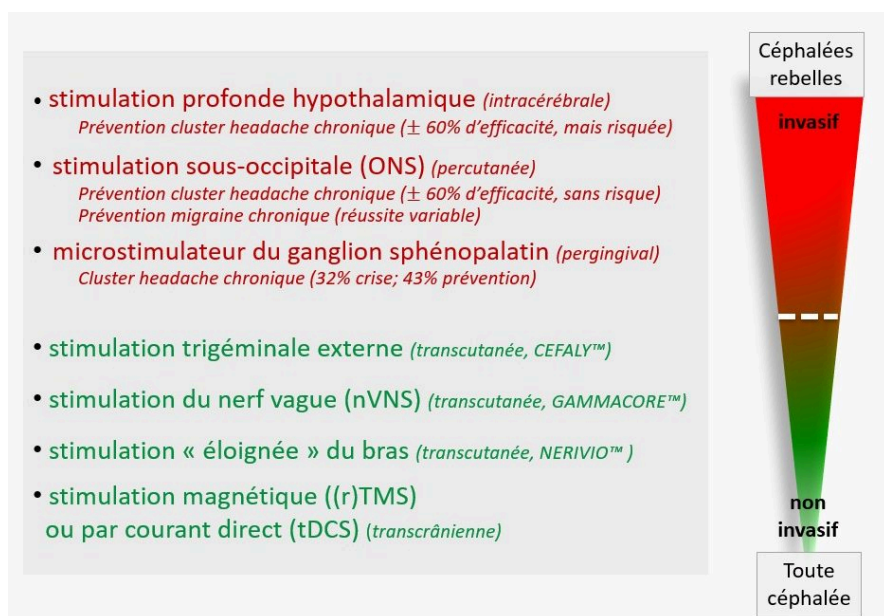 • stimulation profonde hypothalamique (intracérébrale)
Prévention cluster headache chronique (± 60% d’efficacité, mais risquée)
• stimulation sous-occipitale (ONS) (percutanée)
Prévention cluster headache chronique (± 60% d’efficacité, sans risque)
Prévention migraine chronique (réussite variable)
• microstimulateur du ganglion sphénopalatin (pergingival)
Cluster headache chronique (32% crise; 43% prévention)
• stimulation trigéminale externe (transcutanée, CEFALY™)
• stimulation du nerf vague (nVNS) (transcutanée, GAMMACORE™)
• stimulation « éloignée » du bras (transcutanée, NERIVIO™ )
• stimulation magnétique ((r)TMS)
ou par courant direct (tDCS) (transcrânienne)
Céphalées
rebelles
invasif
non
invasif
Toute
céphalée